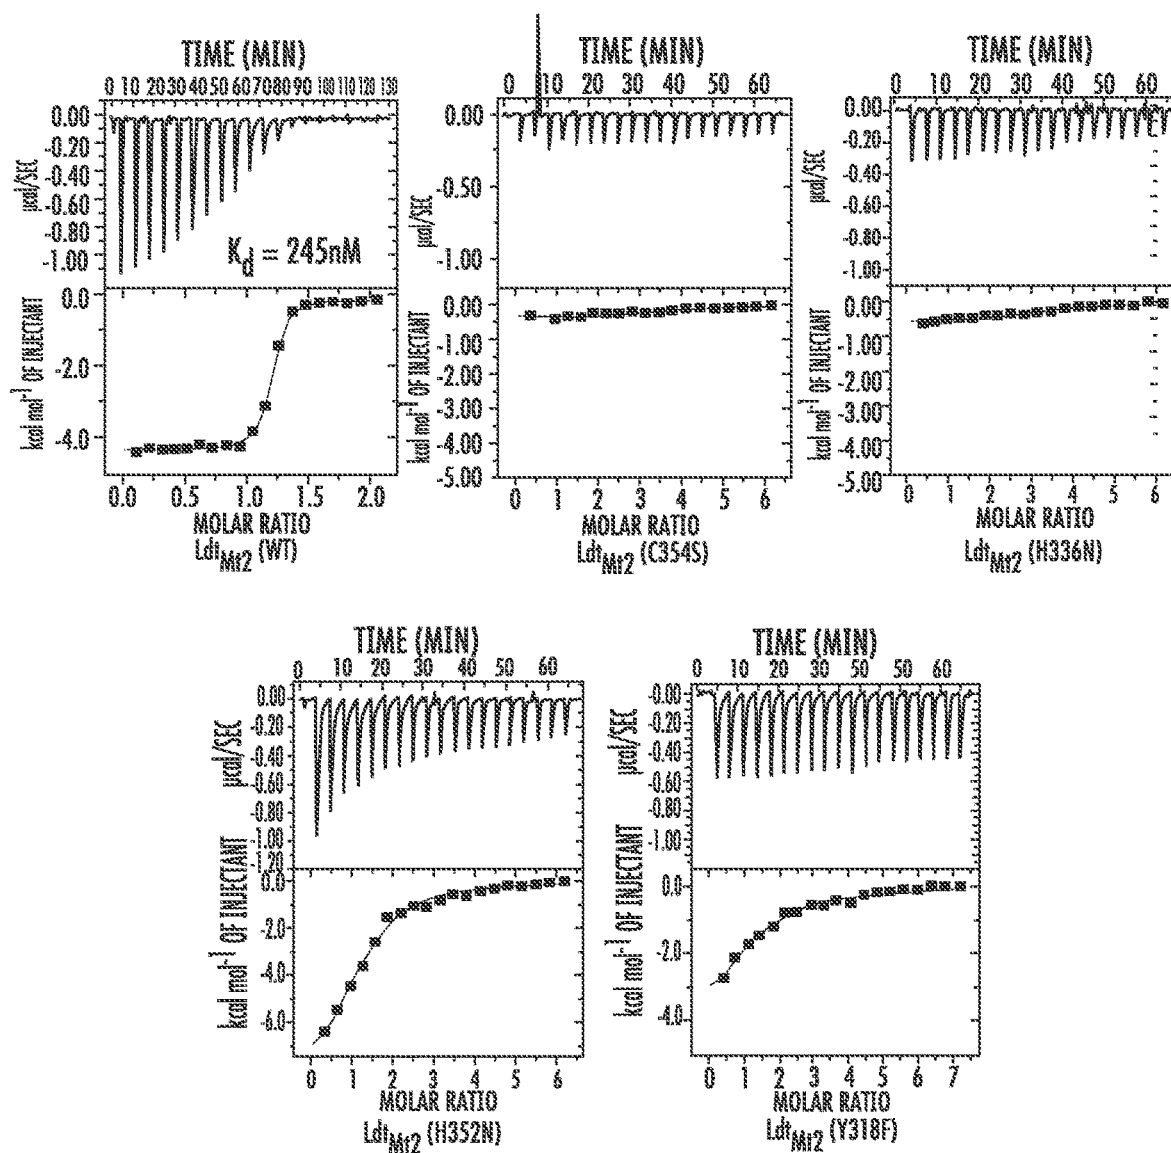 TIME (MIN)
0 10 20 30 40 50 60 70 80 90 100 110 120 130
0.00
-0.20
-0.40
-0.60
-0.80
-1.00
µcal/SEC
K_d = 245nM
0.0
-2.0
-4.0
kcal mol⁻¹ OF INJECTANT
0.0 0.5 1.0 1.5 2.0
MOLAR RATIO
Ldt_Mt2 (WT)
TIME (MIN)
0 10 20 30 40 50 60
0.00
-0.50
-1.00
µcal/SEC
0.00
-1.00
-2.00
-3.00
-4.00
-5.00
kcal mol⁻¹ OF INJECTANT
0 1 2 3 4 5 6
MOLAR RATIO
Ldt_Mt2 (C354S)
TIME (MIN)
0 10 20 30 40 50 60
0.00
-0.20
-0.40
-0.60
-0.80
-1.00
µcal/SEC
0.00
-1.00
-2.00
-3.00
-4.00
-5.00
kcal mol⁻¹ OF INJECTANT
0 1 2 3 4 5 6
MOLAR RATIO
Ldt_Mt2 (H336N)
TIME (MIN)
0 10 20 30 40 50 60
0.00
-0.20
-0.40
-0.60
-0.80
-1.00
-1.20
µcal/SEC
0.0
-2.0
-4.0
-6.0
kcal mol⁻¹ OF INJECTANT
0 1 2 3 4 5 6
MOLAR RATIO
Ldt_Mt2 (H352N)
TIME (MIN)
0 10 20 30 40 50 60
-0.00
-0.20
-0.40
-0.60
-0.80
-1.00
µcal/SEC
0.0
-2.0
-4.0
kcal mol⁻¹ OF INJECTANT
0 1 2 3 4 5 6 7
MOLAR RATIO
Ldt_Mt2 (Y318F)